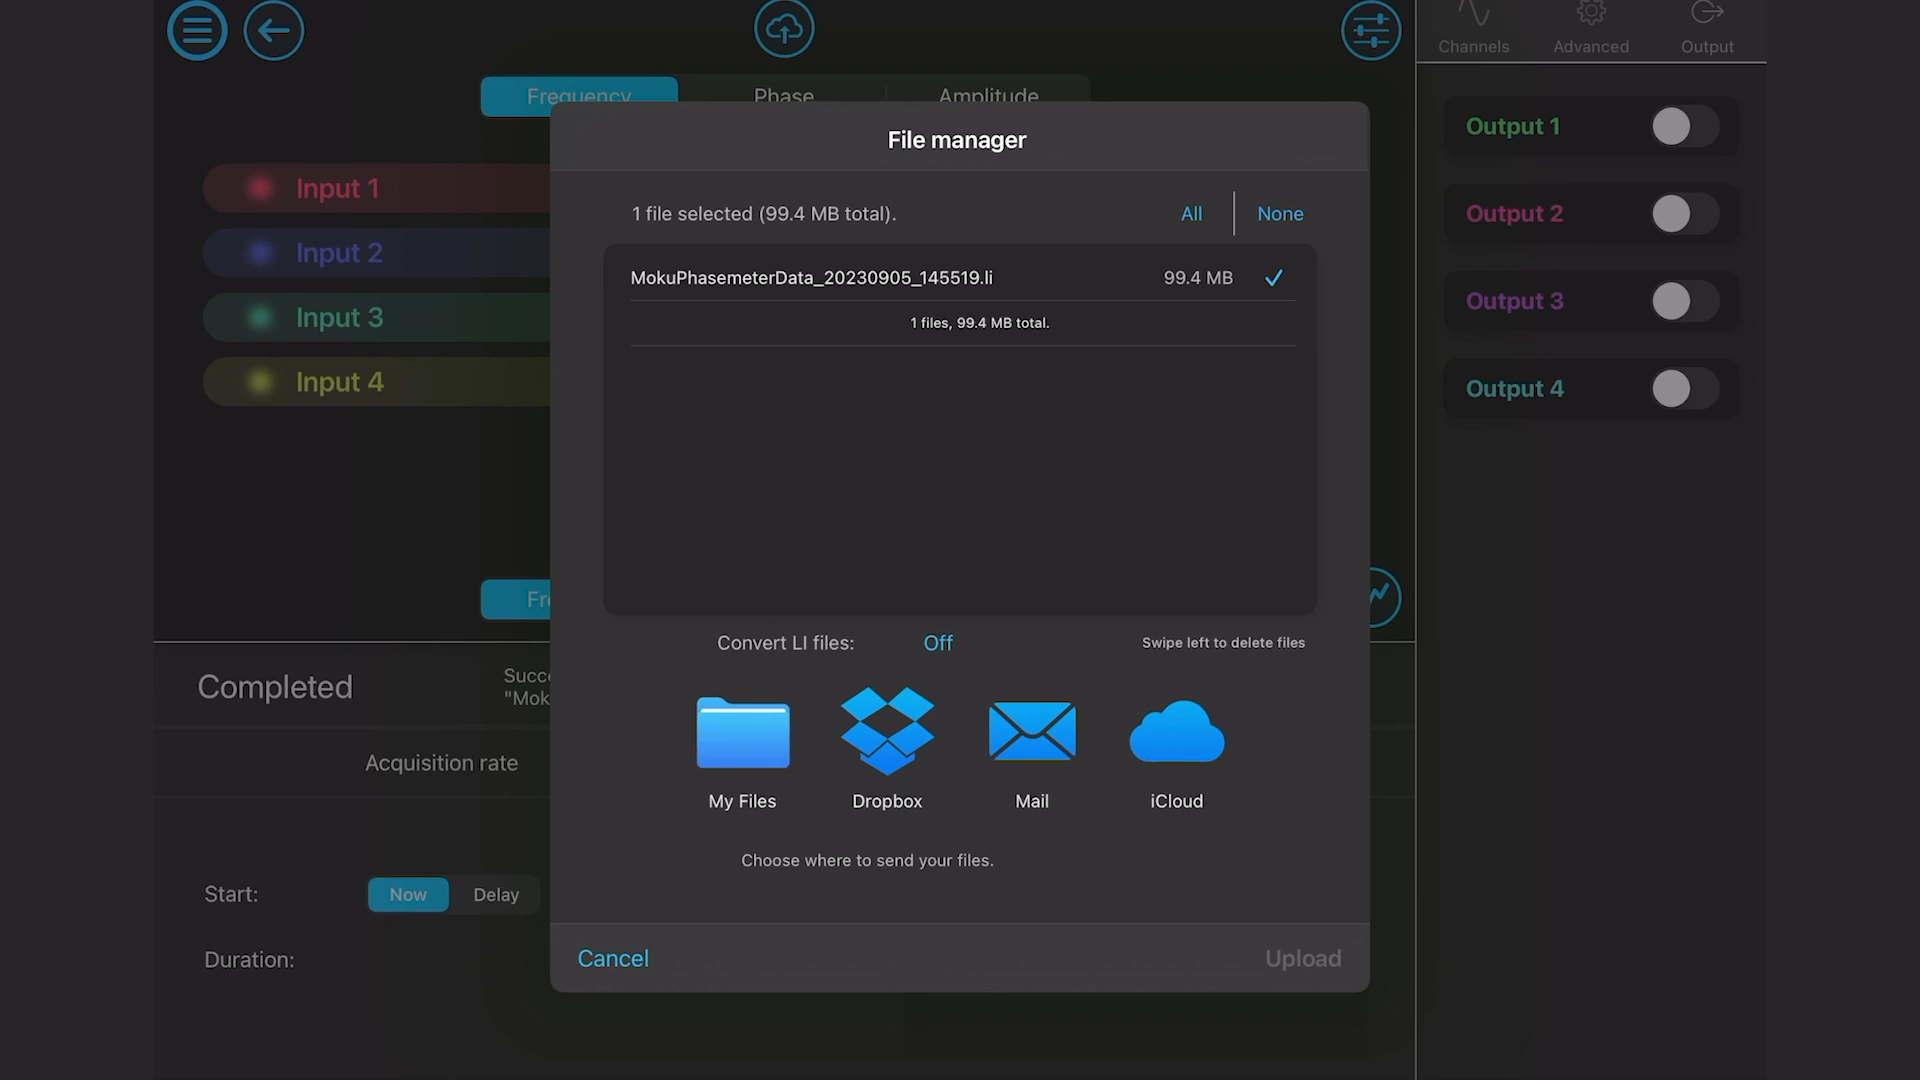 Channels
Advanced
Output
Frequency
Phase
Amplitude
File manager
Output 1
Input 1
1 file selected (99.4 MB total).
All
None
Output 2
Input 2
MokuPhasemeterData_20230905_145519.li
99.4 MB
Output 3
Input 3
1 files, 99.4 MB total.
Input 4
Output 4
Fre
Convert LI files:
Off
Swipe left to delete files
Completed
Succe
"Mok
Acquisition rate
My Files
Dropbox
Mail
iCloud
Choose where to send your files.
Start:
Now
Delay
Duration:
Cancel
Upload